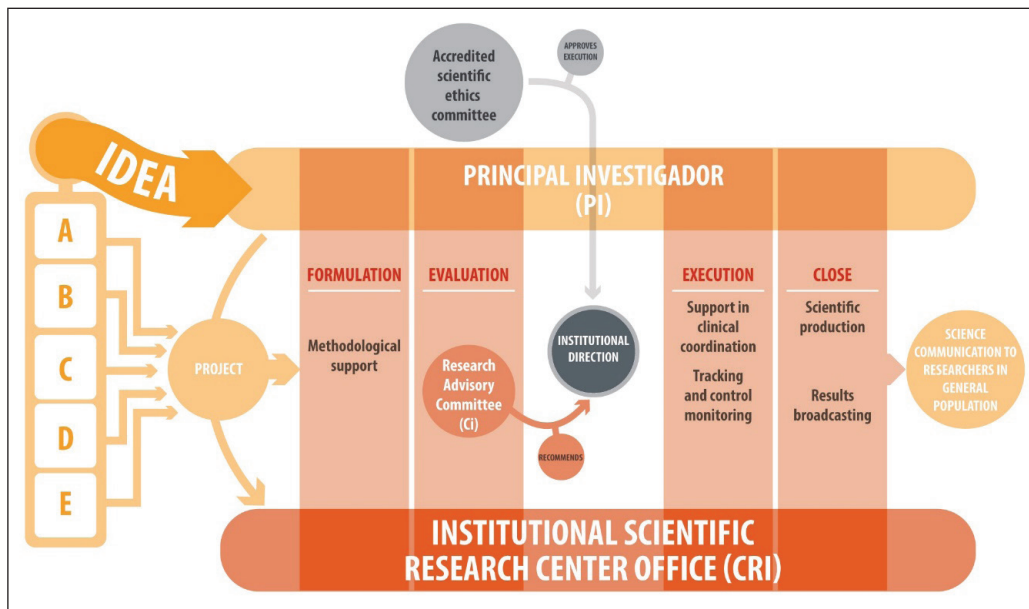 Accredited
scientific
ethics
committee
APPROVES
EXECUTION
IDEA
PRINCIPAL INVESTIGADOR
(PI)
A
B
C
D
E
PROJECT
FORMULATION
Methodological
support
EVALUATION
Research
Advisory
Committee
(Ci)
RECOMMENDS
INSTITUTIONAL
DIRECTION
EXECUTION
Support in
clinical
coordination
Tracking
and control
monitoring
CLOSE
Scientific
production
Results
broadcasting
SCIENCE
COMMUNICATION TO
RESEARCHERS IN
GENERAL
POPULATION
INSTITUTIONAL SCIENTIFIC
RESEARCH CENTER OFFICE (CRI)